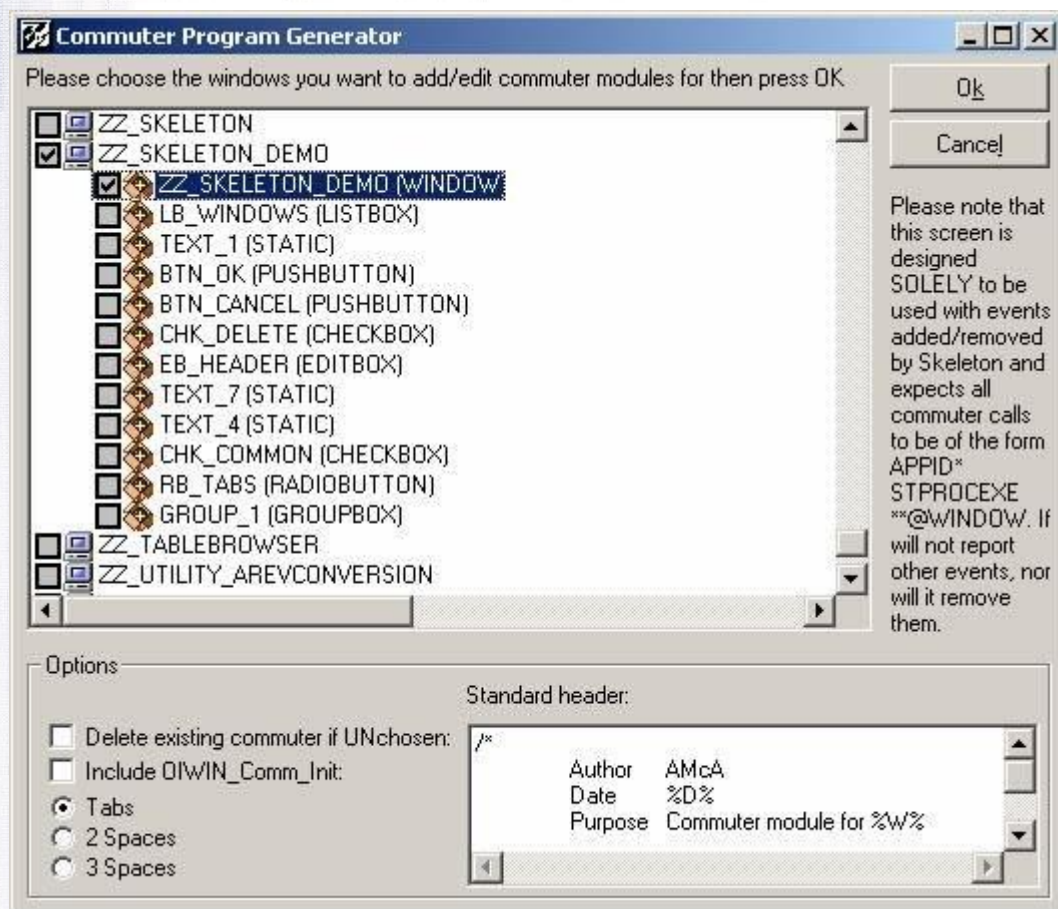 Commuter Program Generator
Please choose the windows you want to add/edit commuter modules for then press OK
Ok
Cancel
ZZ_SKELETON
ZZ_SKELETON_DEMO
ZZ_SKELETON_DEMO (WINDOW)
LB_WINDOWS (LISTBOX)
TEXT_1 (STATIC)
BTN_OK (PUSHBUTTON)
BTN_CANCEL (PUSHBUTTON)
CHK_DELETE (CHECKBOX)
EB_HEADER (EDITBOX)
TEXT_7 (STATIC)
TEXT_4 (STATIC)
CHK_COMMON (CHECKBOX)
RB_TABS (RADIOBUTTON)
GROUP_1 (GROUPBOX)
ZZ_TABLEBROWSER
ZZ_UTILITY_AREVCONVERSION
Please note that
this screen is
designed
SOLELY to be
used with events
added/removed
by Skeleton and
expects all
commuter calls
to be of the form
APPID*
STPROCEXE
**@WINDOW. If
will not report
other events, nor
will it remove
them.
Options
Standard header:
Delete existing commuter if UNchosen:
Include OIWIN_Comm_Init:
Tabs
2 Spaces
3 Spaces
/*
Author AMcA
Date %D%
Purpose Commuter module for %W%